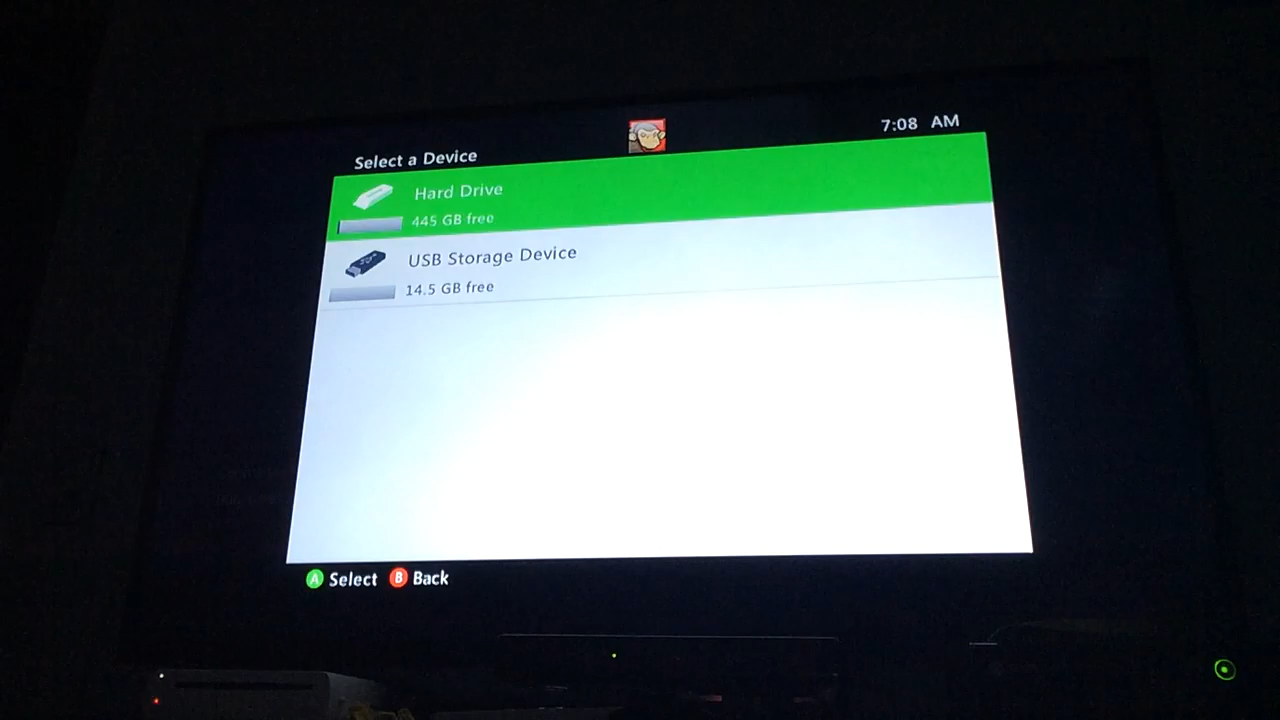 7:08 AM
Select a Device
Hard Drive
445 GB free
USB Storage Device
14.5 GB free
A Select B Back